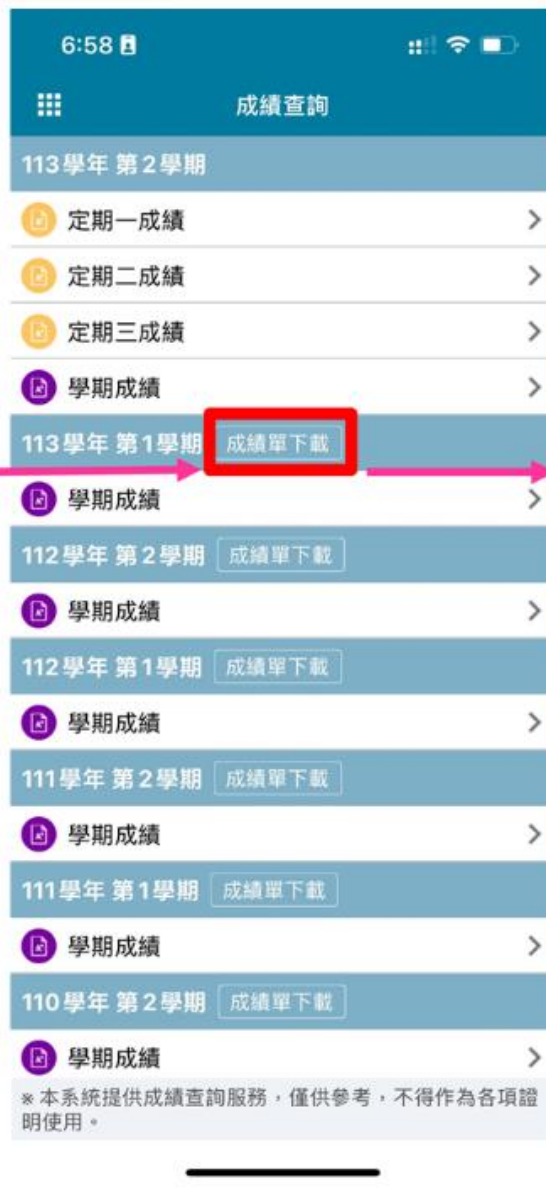 6:58
成績查詢
113學年 第2學期
定期一成績
定期二成績
定期三成績
學期成績
113學年 第1學期 成績單下載
學期成績
112學年 第2學期 成績單下載
學期成績
112學年 第1學期 成績單下載
學期成績
111學年 第2學期 成績單下載
學期成績
111學年 第1學期 成績單下載
學期成績
110學年 第2學期 成績單下載
學期成績
※本系統提供成績查詢服務，僅供參考，不得作為各項證
明使用。